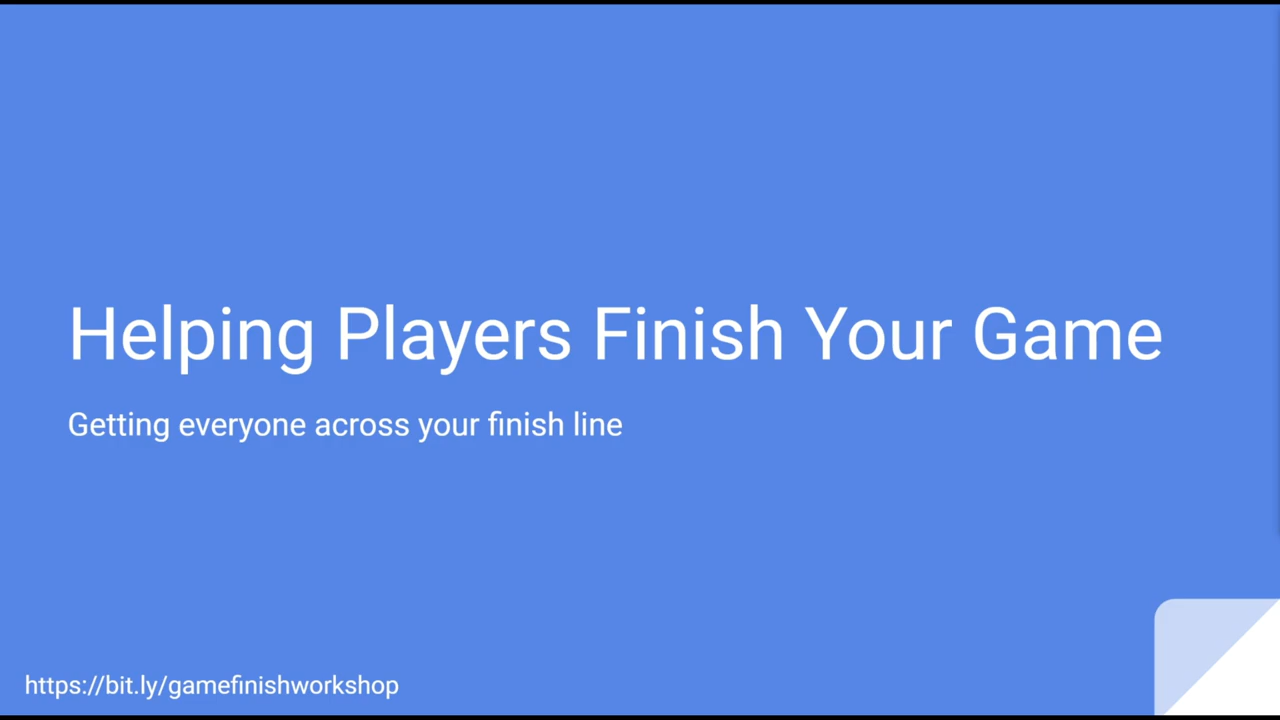 Helping Players Finish Your Game
Getting everyone across your finish line
https://bit.ly/gamefinishworkshop